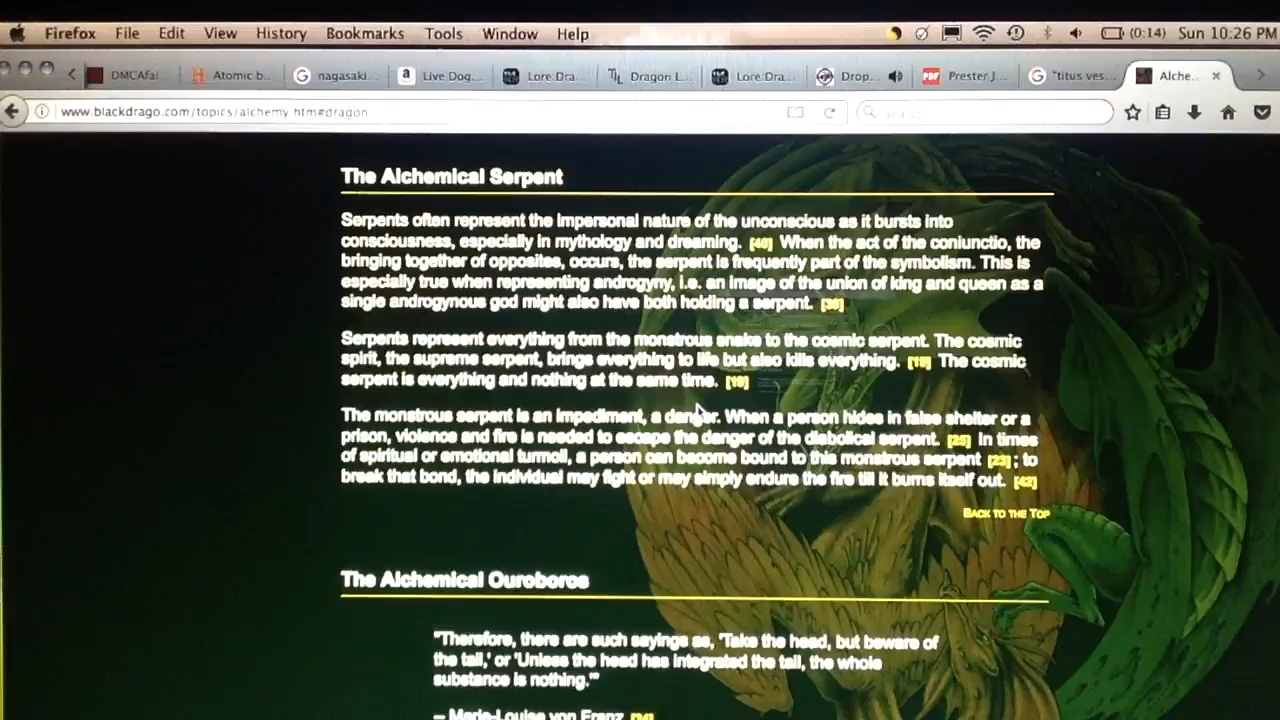 Firefox File Edit View History Bookmarks Tools Window Help (0:14) Sun 10:26 PM
DMCAfai... Atomic b... nagasaki... Live Dog... Lore Dra... Dragon L... Lore Dra... Drop... PDF Prester J... "titus ves... Alche...
www.blackdrago.com/topics/alchemy.htm#dragon
The Alchemical Serpent
Serpents often represent the impersonal nature of the unconscious as it bursts into
consciousness, especially in mythology and dreaming. [40] When the act of the coniunctio, the
bringing together of opposites, occurs, the serpent is frequently part of the symbolism. This is
especially true when representing androgyny, i.e. an image of the union of king and queen as a
single androgynous god might also have both holding a serpent.
Serpents represent everything from the monstrous snake to the cosmic serpent. The cosmic
spirit, the supreme serpent, brings everything to life but also kills everything. The cosmic
serpent is everything and nothing at the same time.
The monstrous serpent is an impediment, a danger. When a person hides in false shelter or a
prison, violence and fire is needed to escape the danger of the diabolical serpent. [25] In times
of spiritual or emotional turmoil, a person can become bound to this monstrous serpent [23]; to
break that bond, the individual may fight or may simply endure the fire till it burns itself out. [42]
Back to the Top
The Alchemical Ouroboros
"Therefore, there are such sayings as, 'Take the head, but beware of
the tail,' or 'Unless the head has integrated the tail, the whole
substance is nothing.'"
-- Marie-Louise von Franz